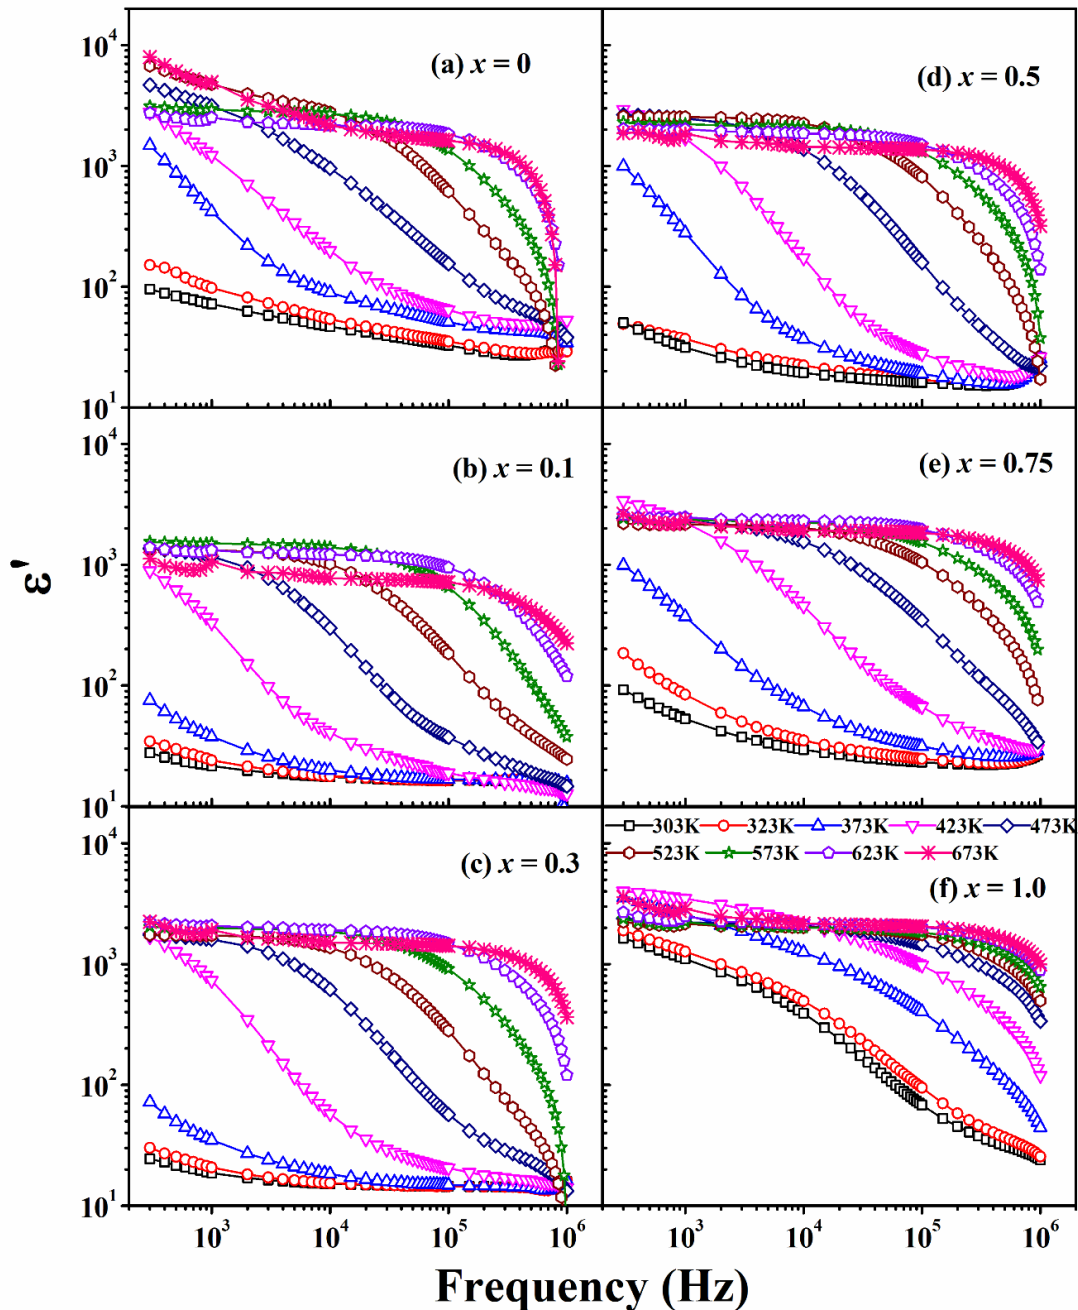 (a) x = 0
(d) x = 0.5
10⁴
10³
10²
10¹
(b) x = 0.1
(e) x = 0.75
10⁴
10³
10²
10¹
ε'
303K 323K 373K 423K 473K
523K 573K 623K 673K
(c) x = 0.3
(f) x = 1.0
10⁴
10³
10²
10¹
10³ 10⁴ 10⁵ 10⁶ 10³ 10⁴ 10⁵ 10⁶
Frequency (Hz)